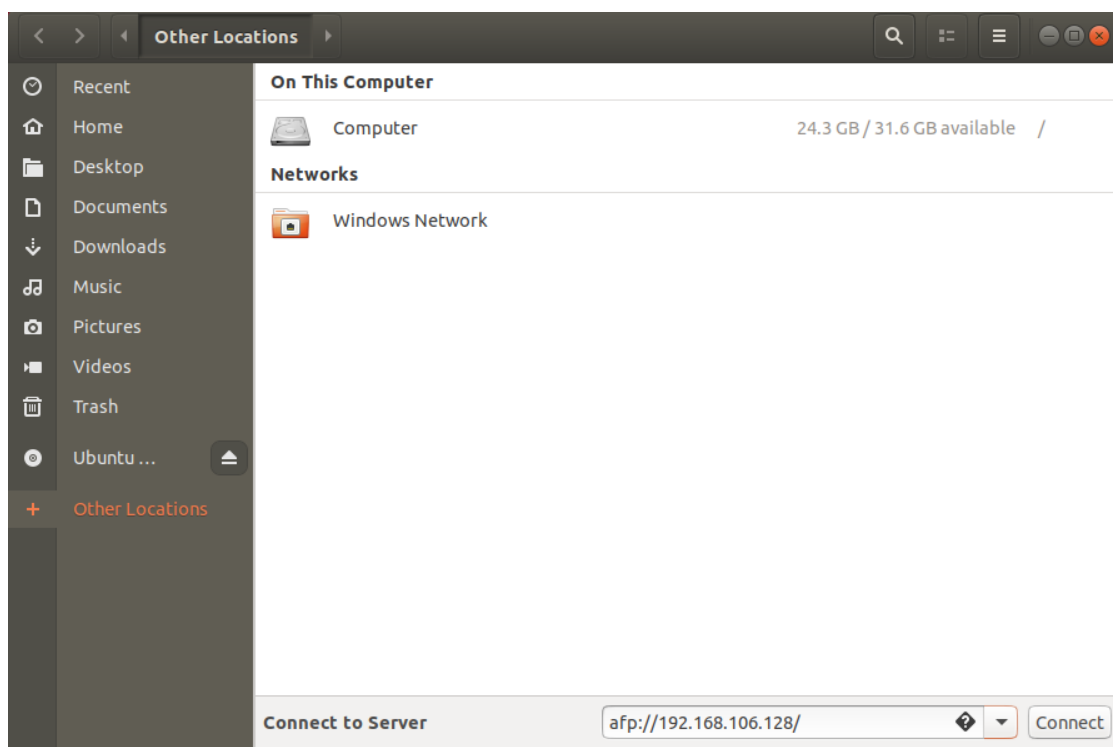 Other Locations
Recent
Home
Desktop
Documents
Downloads
Music
Pictures
Videos
Trash
Ubuntu ...
Other Locations
On This Computer
Computer 24.3 GB / 31.6 GB available /
Networks
Windows Network
Connect to Server afp://192.168.106.128/ Connect